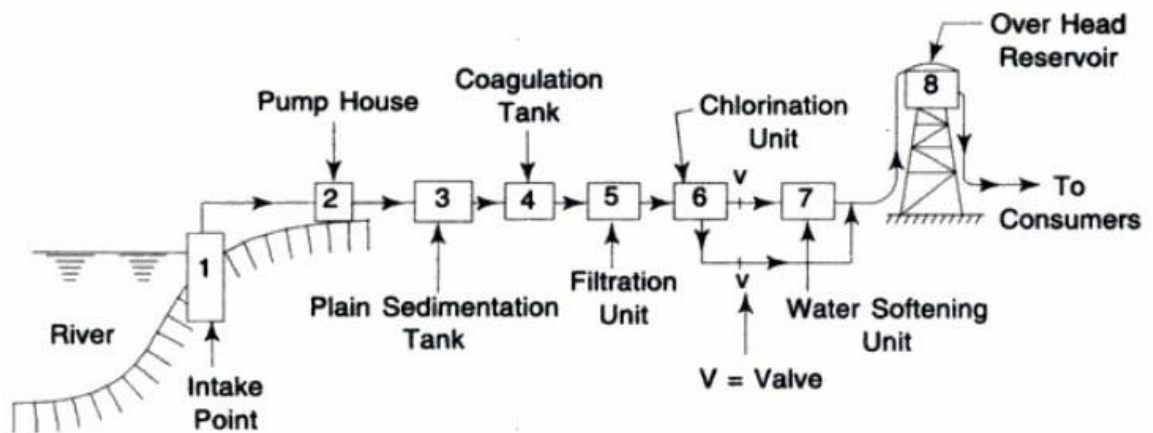 Over Head
Reservoir
8
Coagulation
Tank
Pump House
Chlorination
Unit
V
2
3
4
5
6
7
To
Consumers
1
River
Plain Sedimentation
Tank
Filtration
Unit
V
Water Softening
Unit
V = Valve
Intake
Point